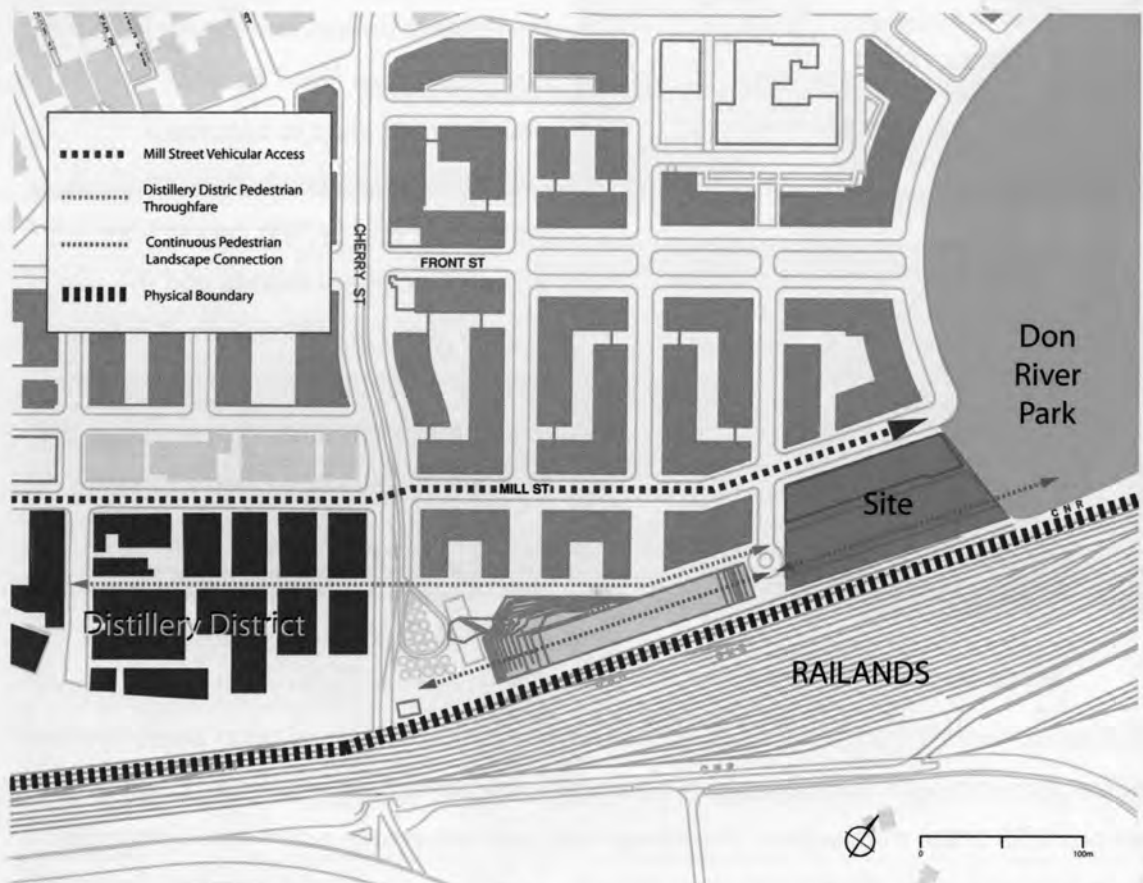 Mill Street Vehicular Access
Distillery Distric Pedestrian
Throughfare
Continuous Pedestrian
Landscape Connection
Physical Boundary
CHERRY ST
FRONT ST
Don
River
Park
MILL ST
Site
CNR
Distillery District
RAILANDS
0
100m